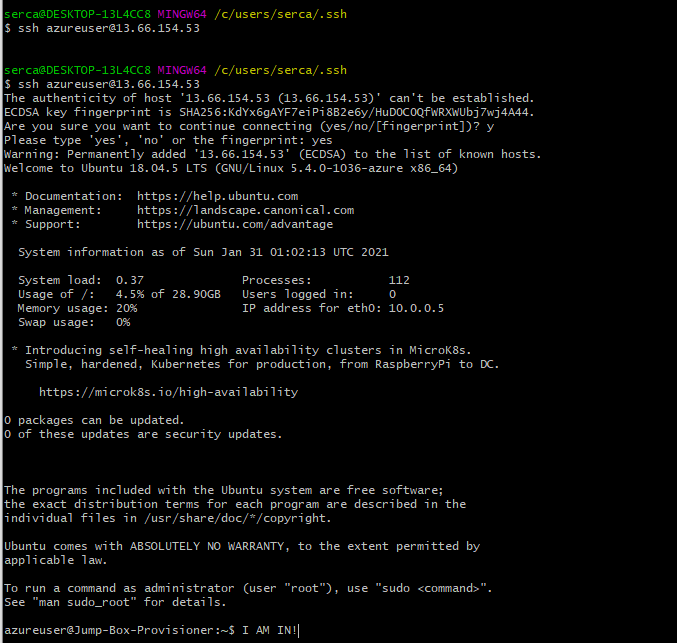 serca@DESKTOP-13L4CC8 MINGW64 /c/users/serca/.ssh
$ ssh azureuser@13.66.154.53
serca@DESKTOP-13L4CC8 MINGW64 /c/users/serca/.ssh
$ ssh azureuser@13.66.154.53
The authenticity of host '13.66.154.53 (13.66.154.53)' can't be established.
ECDSA key fingerprint is SHA256:KdYx6gAYF7eiPi8B2e6y/HuDOCOQfWRXWUbj7wj4A44.
Are you sure you want to continue connecting (yes/no/[fingerprint])? y
Please type 'yes', 'no' or the fingerprint: yes
Warning: Permanently added '13.66.154.53' (ECDSA) to the list of known hosts.
Welcome to Ubuntu 18.04.5 LTS (GNU/Linux 5.4.0-1036-azure x86_64)
* Documentation:  https://help.ubuntu.com
* Management:     https://landscape.canonical.com
* Support:        https://ubuntu.com/advantage
System information as of Sun Jan 31 01:02:13 UTC 2021
System load:  0.37              Processes:           112
Usage of /:   4.5% of 28.90GB   Users logged in:     0
Memory usage: 20%               IP address for eth0: 10.0.0.5
Swap usage:   0%
* Introducing self-healing high availability clusters in MicroK8s.
Simple, hardened, Kubernetes for production, from RaspberryPi to DC.
https://microk8s.io/high-availability
0 packages can be updated.
0 of these updates are security updates.
The programs included with the Ubuntu system are free software;
the exact distribution terms for each program are described in the
individual files in /usr/share/doc/*/copyright.
Ubuntu comes with ABSOLUTELY NO WARRANTY, to the extent permitted by
applicable law.
To run a command as administrator (user "root"), use "sudo <command>".
See "man sudo_root" for details.
azureuser@Jump-Box-Provisioner:~$ I AM IN!